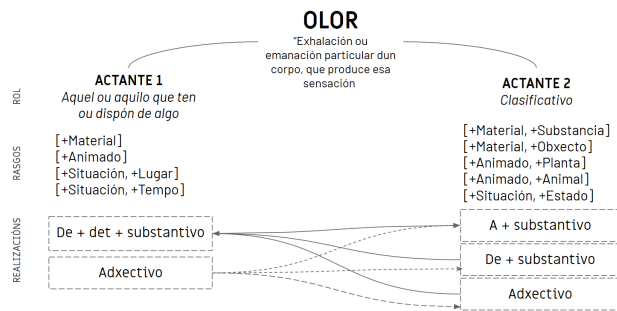 OLOR
“Exhalación ou
emanación particular dun
corpo, que produce esa
sensación
ROL
ACTANTE 1
Aquel ou aquilo que ten
ou dispón de algo
ACTANTE 2
Clasificativo
RASGOS
[+Material]
[+Animado]
[+Situación, +Lugar]
[+Situación, +Tempo]
[+Material, +Substancia]
[+Material, +Obxecto]
[+Animado, +Planta]
[+Animado, +Animal]
[+Situación, +Estado]
REALIZACIÓNS
De + det + substantivo
Adxectivo
A + substantivo
De + substantivo
Adxectivo